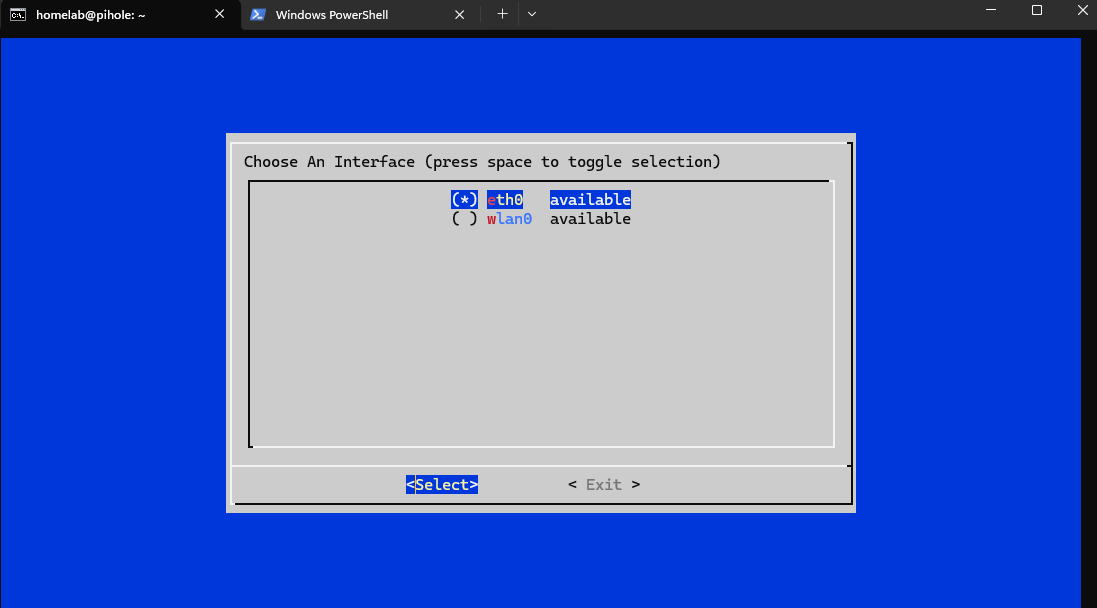 homelab@pihole: ~
Windows PowerShell
Choose An Interface (press space to toggle selection)
(*) eth0 available
( ) wlan0 available
<Select> < Exit >